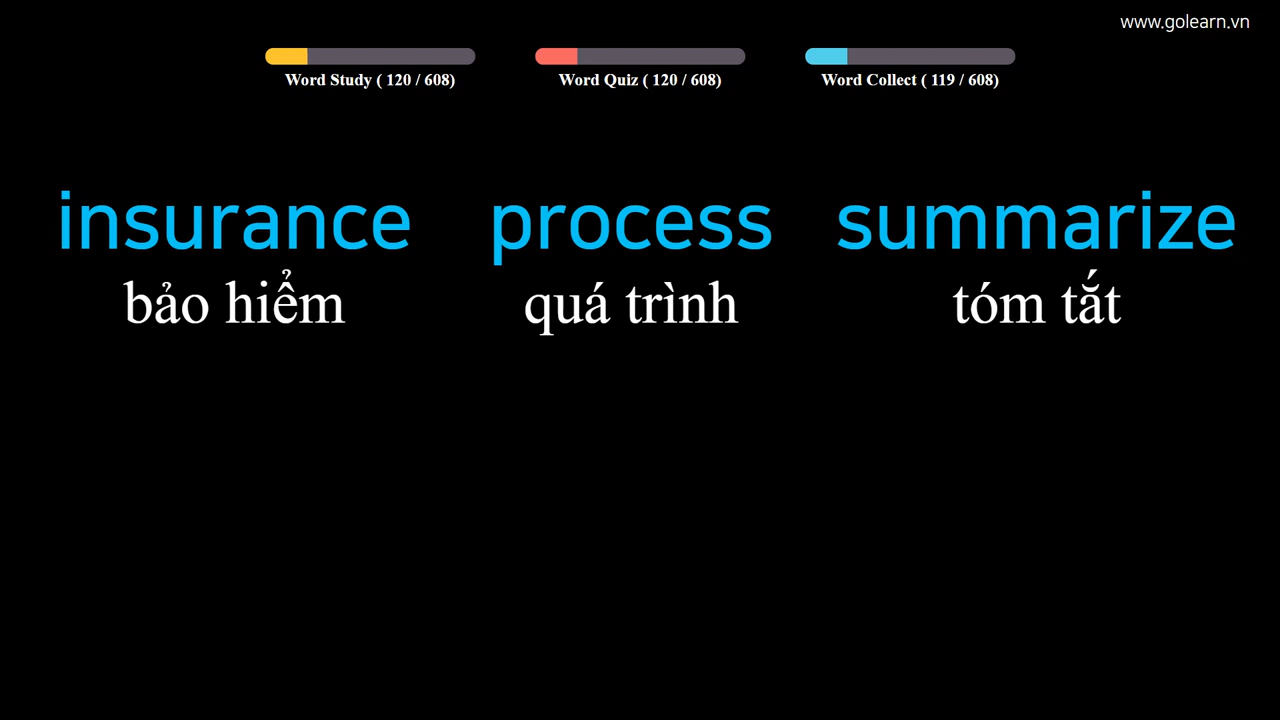 www.golearn.vn
Word Study ( 120 / 608) Word Quiz ( 120 / 608) Word Collect ( 119 / 608)
insurance process summarize
bảo hiểm quá trình tóm tắt